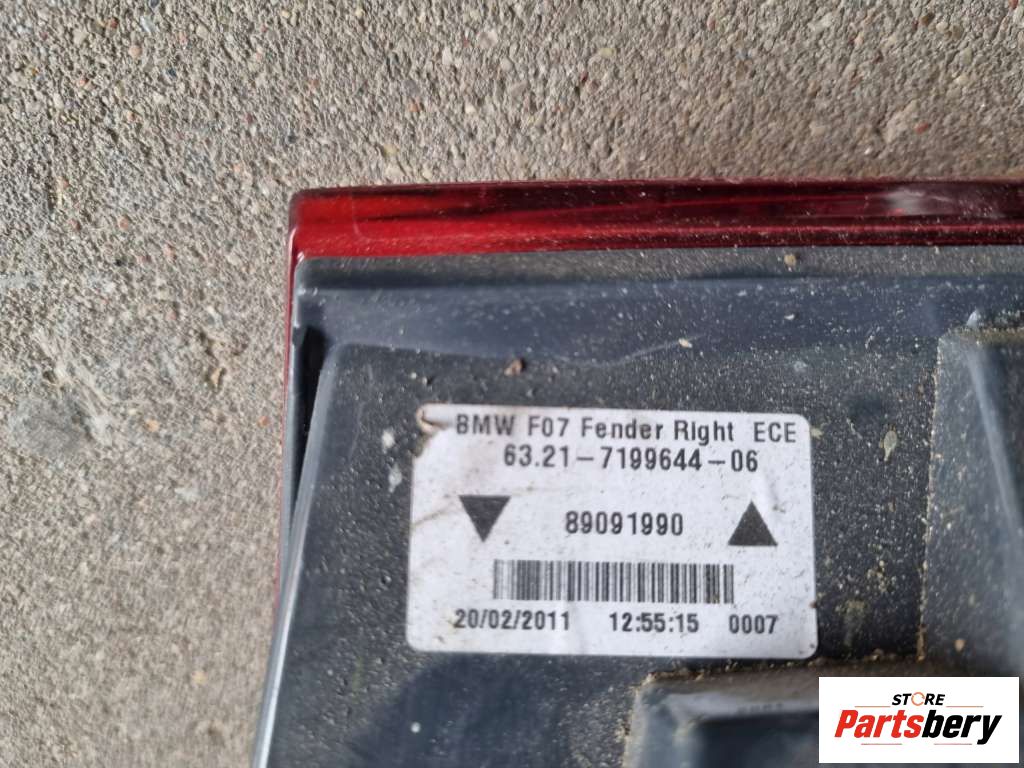 BMW F07 Fender Right ECE
63.21-7199644-06
89091990
20/02/2011 12:55:15 0007
STORE
Partsbery